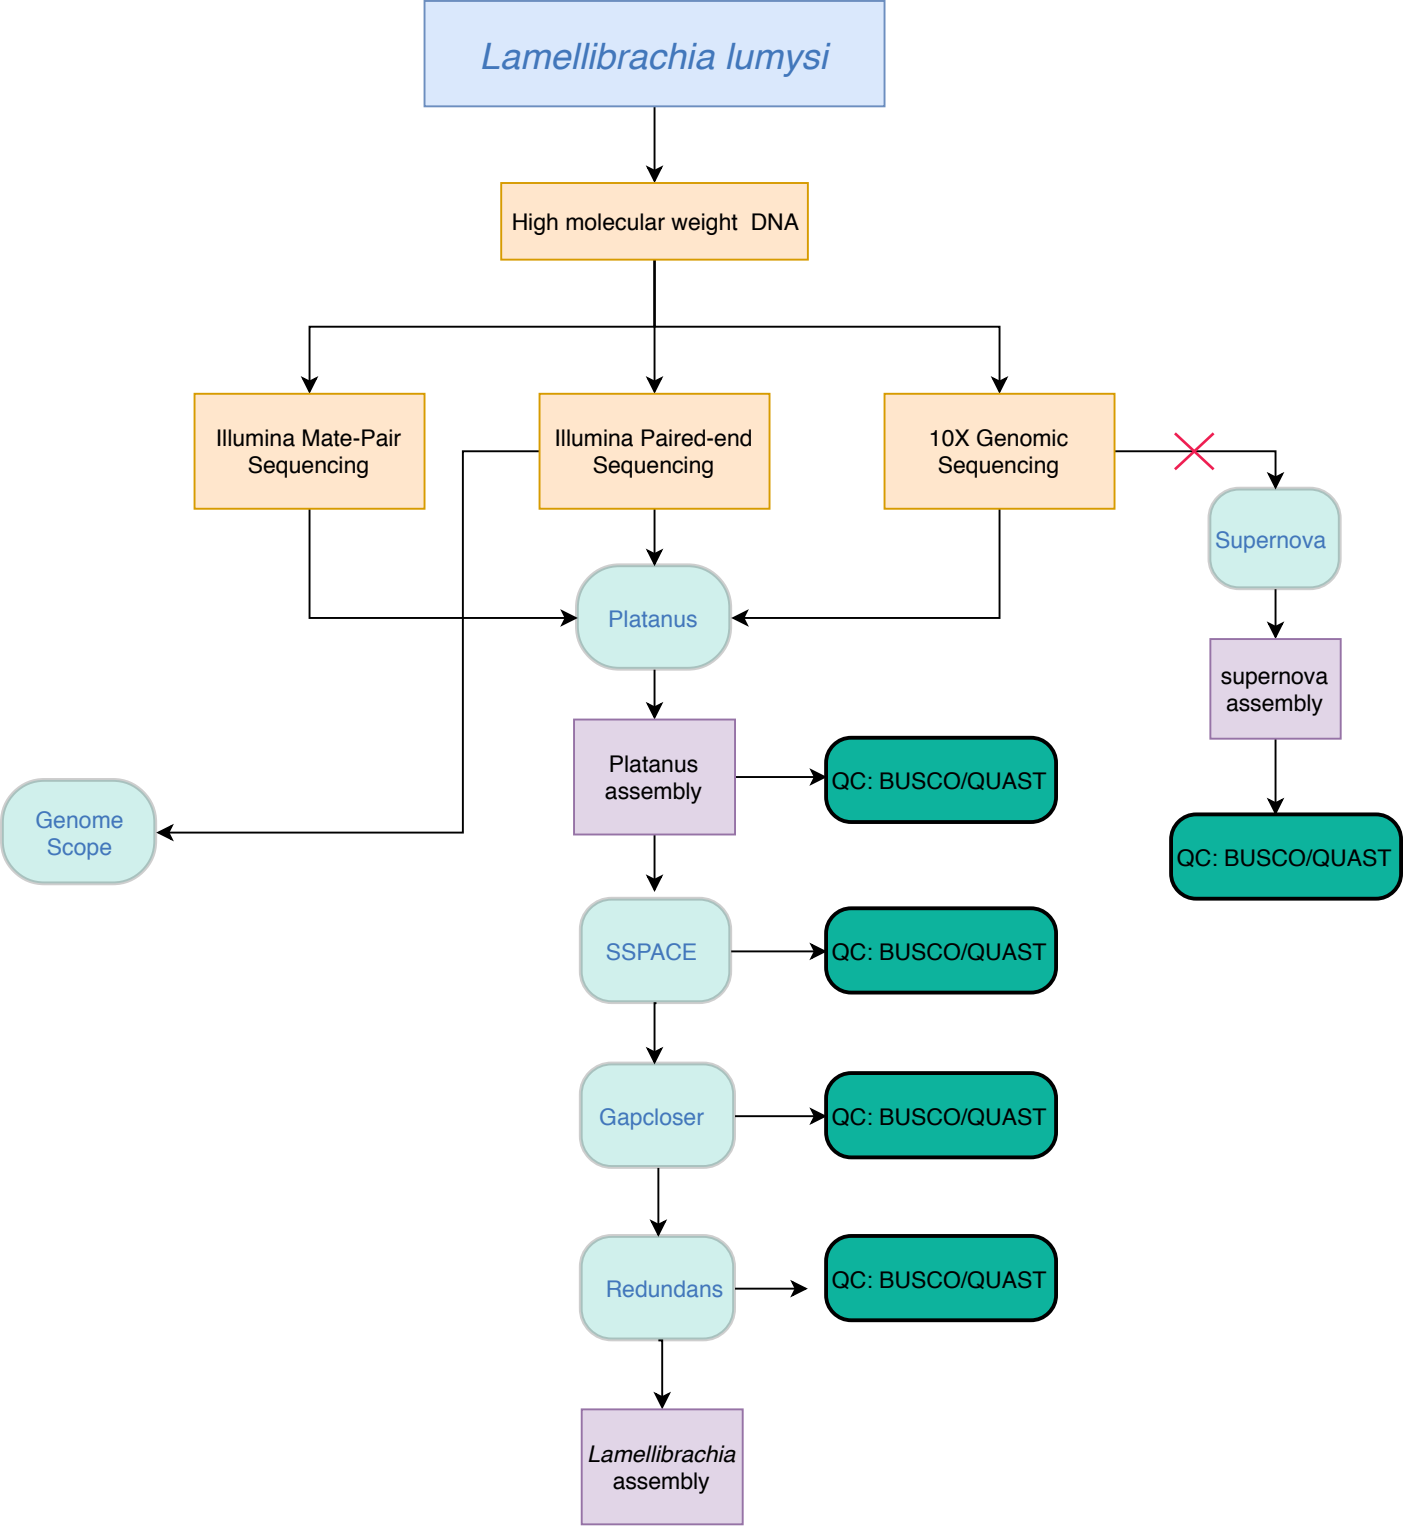 Lamellibrachia lumysi
High molecular weight DNA
Illumina Mate-Pair
Sequencing
Illumina Paired-end
Sequencing
10X Genomic
Sequencing
Supernova
Platanus
supernova
assembly
Platanus
assembly
QC: BUSCO/QUAST
Genome
Scope
QC: BUSCO/QUAST
SSPACE
QC: BUSCO/QUAST
Gapcloser
QC: BUSCO/QUAST
Redundans
QC: BUSCO/QUAST
Lamellibrachia
assembly